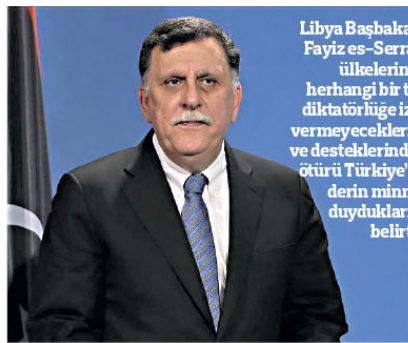 Libya Başbaka
Fayiz es-Serra
ülkelerin
herhangi bir t
diktatörlüğe iz
vermeyecekler
ve desteklerind
ötürü Türkiye'
derin minn
duydukları
belirt